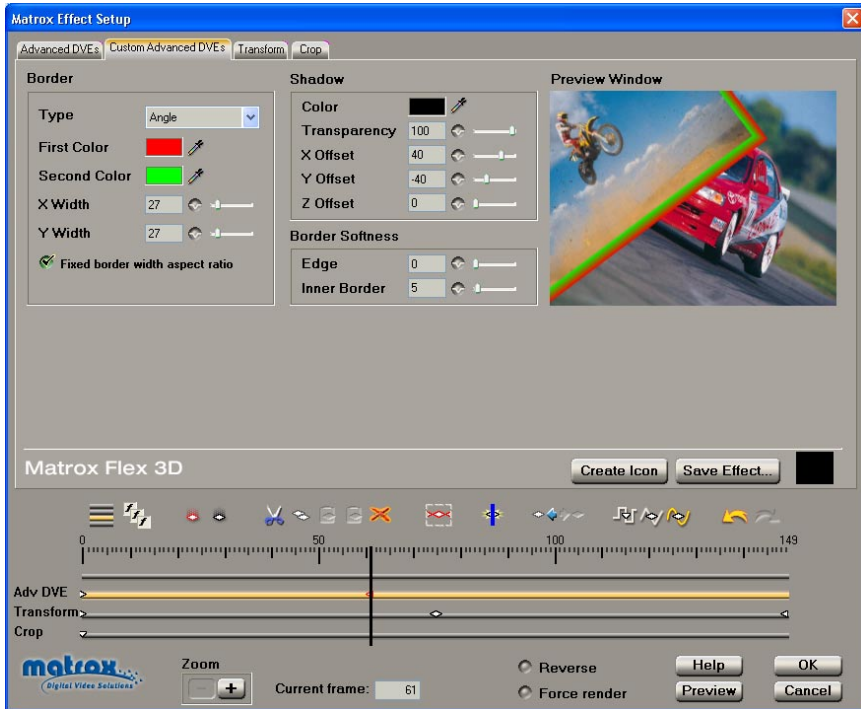 Matrox Effect Setup
Advanced DVEs Custom Advanced DVEs Transform Crop
Border
Type Angle
First Color
Second Color
X Width 27
Y Width 27
Fixed border width aspect ratio
Shadow
Color
Transparency 100
X Offset 40
Y Offset -40
Z Offset 0
Border Softness
Edge 0
Inner Border 5
Preview Window
Matrox Flex 3D
Create Icon Save Effect...
0 50 100 149
Adv DVE
Transform
Crop
matrox
Digital Video Solutions
Zoom
Current frame: 61
Reverse
Force render
Help OK
Preview Cancel